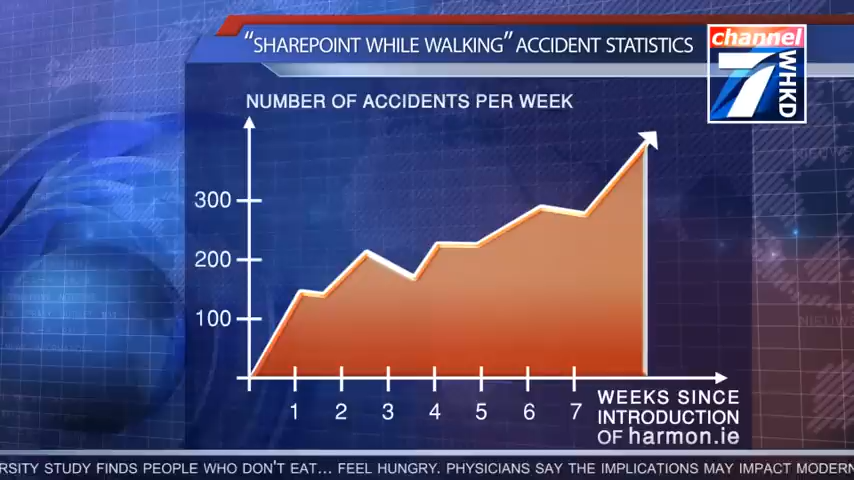 "SHAREPOINT WHILE WALKING" ACCIDENT STATISTICS
channel
7
WHKD
NUMBER OF ACCIDENTS PER WEEK
300
200
100
1 2 3 4 5 6 7
WEEKS SINCE
INTRODUCTION
OF harmon.ie
RSITY STUDY FINDS PEOPLE WHO DON'T EAT... FEEL HUNGRY. PHYSICIANS SAY THE IMPLICATIONS MAY IMPACT MODERN